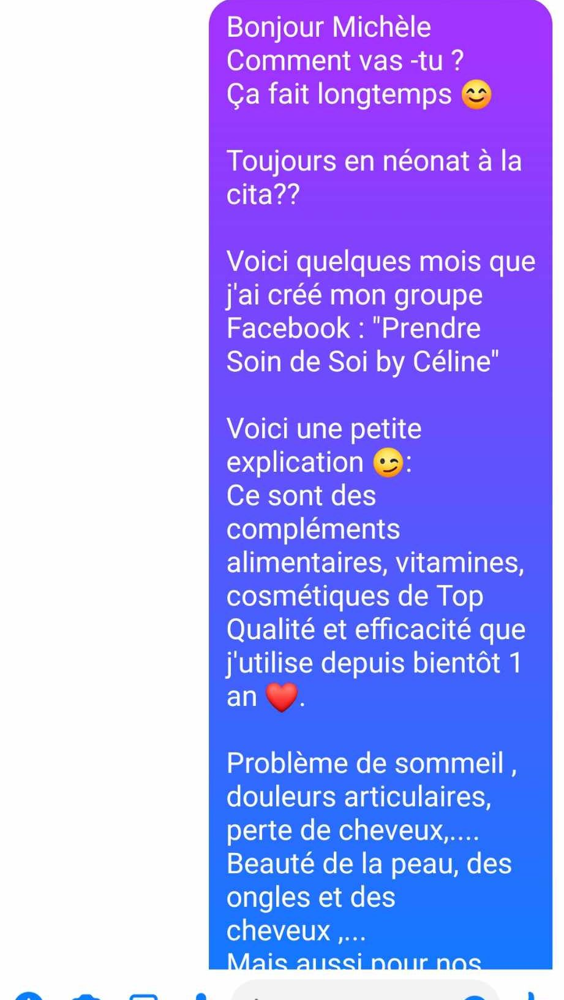 Bonjour Michèle
Comment vas -tu ?
Ça fait longtemps 😊
Toujours en néonat à la
cita??
Voici quelques mois que
j'ai créé mon groupe
Facebook : "Prendre
Soin de Soi by Céline"
Voici une petite
explication 😉:
Ce sont des
compléments
alimentaires, vitamines,
cosmétiques de Top
Qualité et efficacité que
j'utilise depuis bientôt 1
an ❤️.
Problème de sommeil ,
douleurs articulaires,
perte de cheveux,....
Beauté de la peau, des
ongles et des
cheveux ,...
Mais aussi pour nos